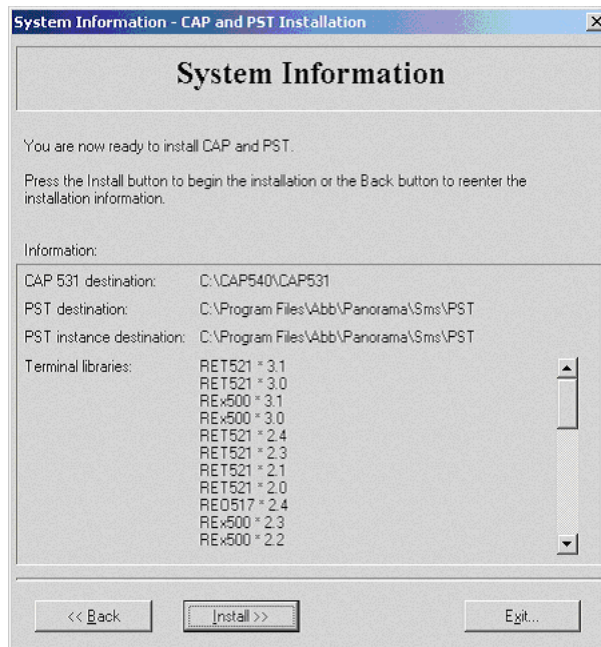 System Information - CAP and PST Installation
System Information
You are now ready to install CAP and PST.
Press the Install button to begin the installation or the Back button to reenter the
installation information.
Information:
CAP 531 destination: C:\CAP540\CAP531
PST destination: C:\Program Files\Abb\Panorama\Sms\PST
PST instance destination: C:\Program Files\Abb\Panorama\Sms\PST
Terminal libraries: RET521 * 3.1
RET521 * 3.0
REx500 * 3.1
REx500 * 3.0
RET521 * 2.4
RET521 * 2.3
RET521 * 2.1
RET521 * 2.0
REO517 * 2.4
REx500 * 2.3
REx500 * 2.2
<< Back Install >> Exit...